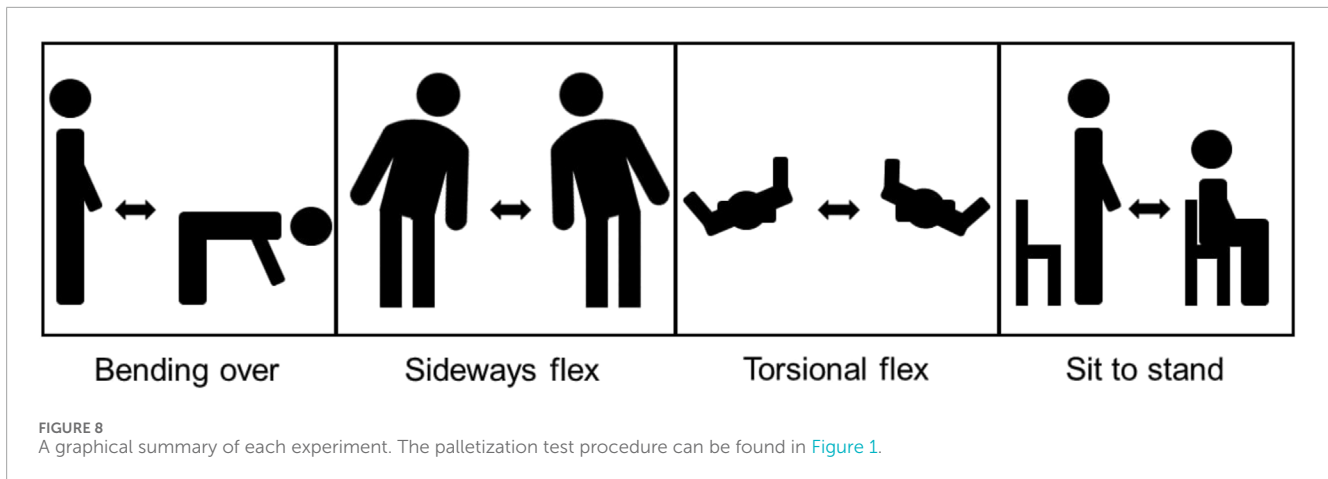 Bending over
Sideways flex
Torsional flex
Sit to stand
FIGURE 8
A graphical summary of each experiment. The palletization test procedure can be found in Figure 1.